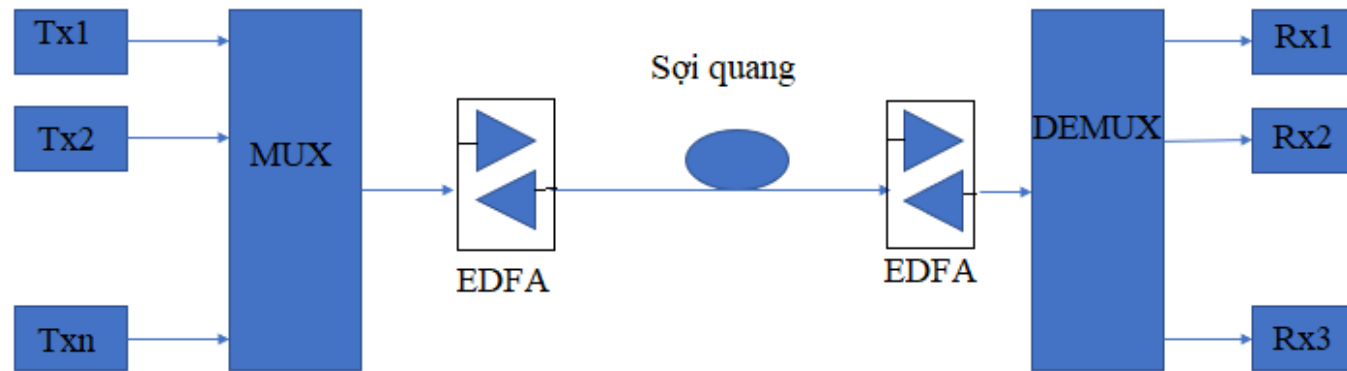 Tx1
Tx2
Txn
MUX
EDFA
Sợi quang
EDFA
DEMUX
Rx1
Rx2
Rx3